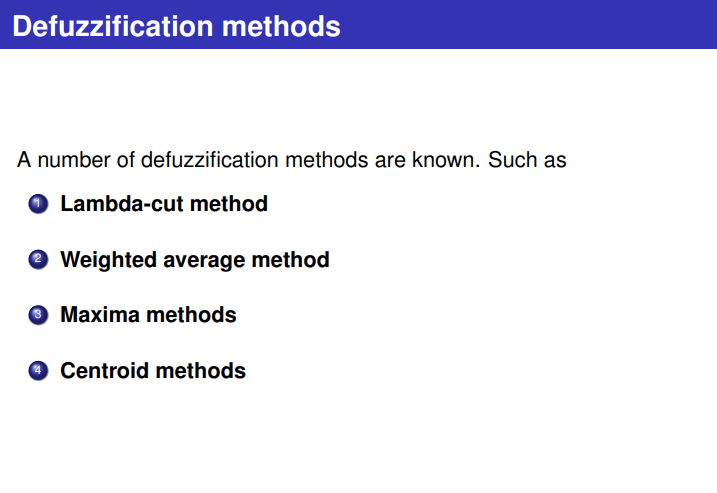 Defuzzification methods
A number of defuzzification methods are known. Such as
1 Lambda-cut method
2 Weighted average method
3 Maxima methods
4 Centroid methods